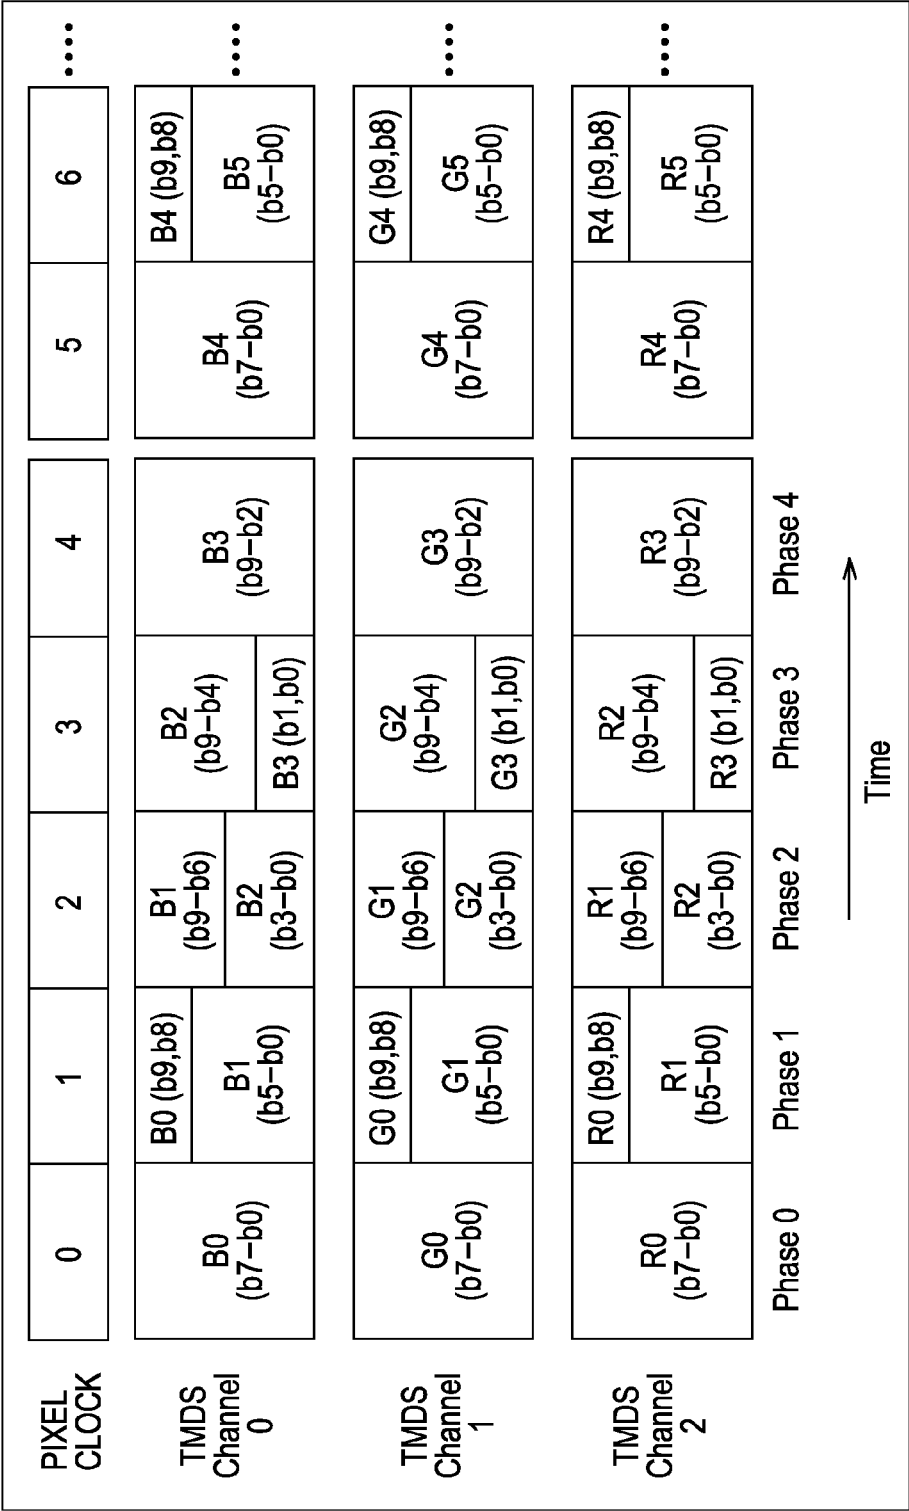 PIXEL
CLOCK
0
1
2
3
4
5
6
••••
TMDS
Channel
0
B0
(b7−b0)
B0 (b9,b8)
B1
(b5−b0)
B1
(b9−b6)
B2
(b3−b0)
B2
(b9−b4)
B3 (b1,b0)
B3
(b9−b2)
B4
(b7−b0)
B4 (b9,b8)
B5
(b5−b0)
••••
TMDS
Channel
1
G0
(b7−b0)
G0 (b9,b8)
G1
(b5−b0)
G1
(b9−b6)
G2
(b3−b0)
G2
(b9−b4)
G3 (b1,b0)
G3
(b9−b2)
G4
(b7−b0)
G4 (b9,b8)
G5
(b5−b0)
••••
TMDS
Channel
2
R0
(b7−b0)
R0 (b9,b8)
R1
(b5−b0)
R1
(b9−b6)
R2
(b3−b0)
R2
(b9−b4)
R3 (b1,b0)
R3
(b9−b2)
R4
(b7−b0)
R4 (b9,b8)
R5
(b5−b0)
••••
Phase 0
Phase 1
Phase 2
Phase 3
Phase 4
Time